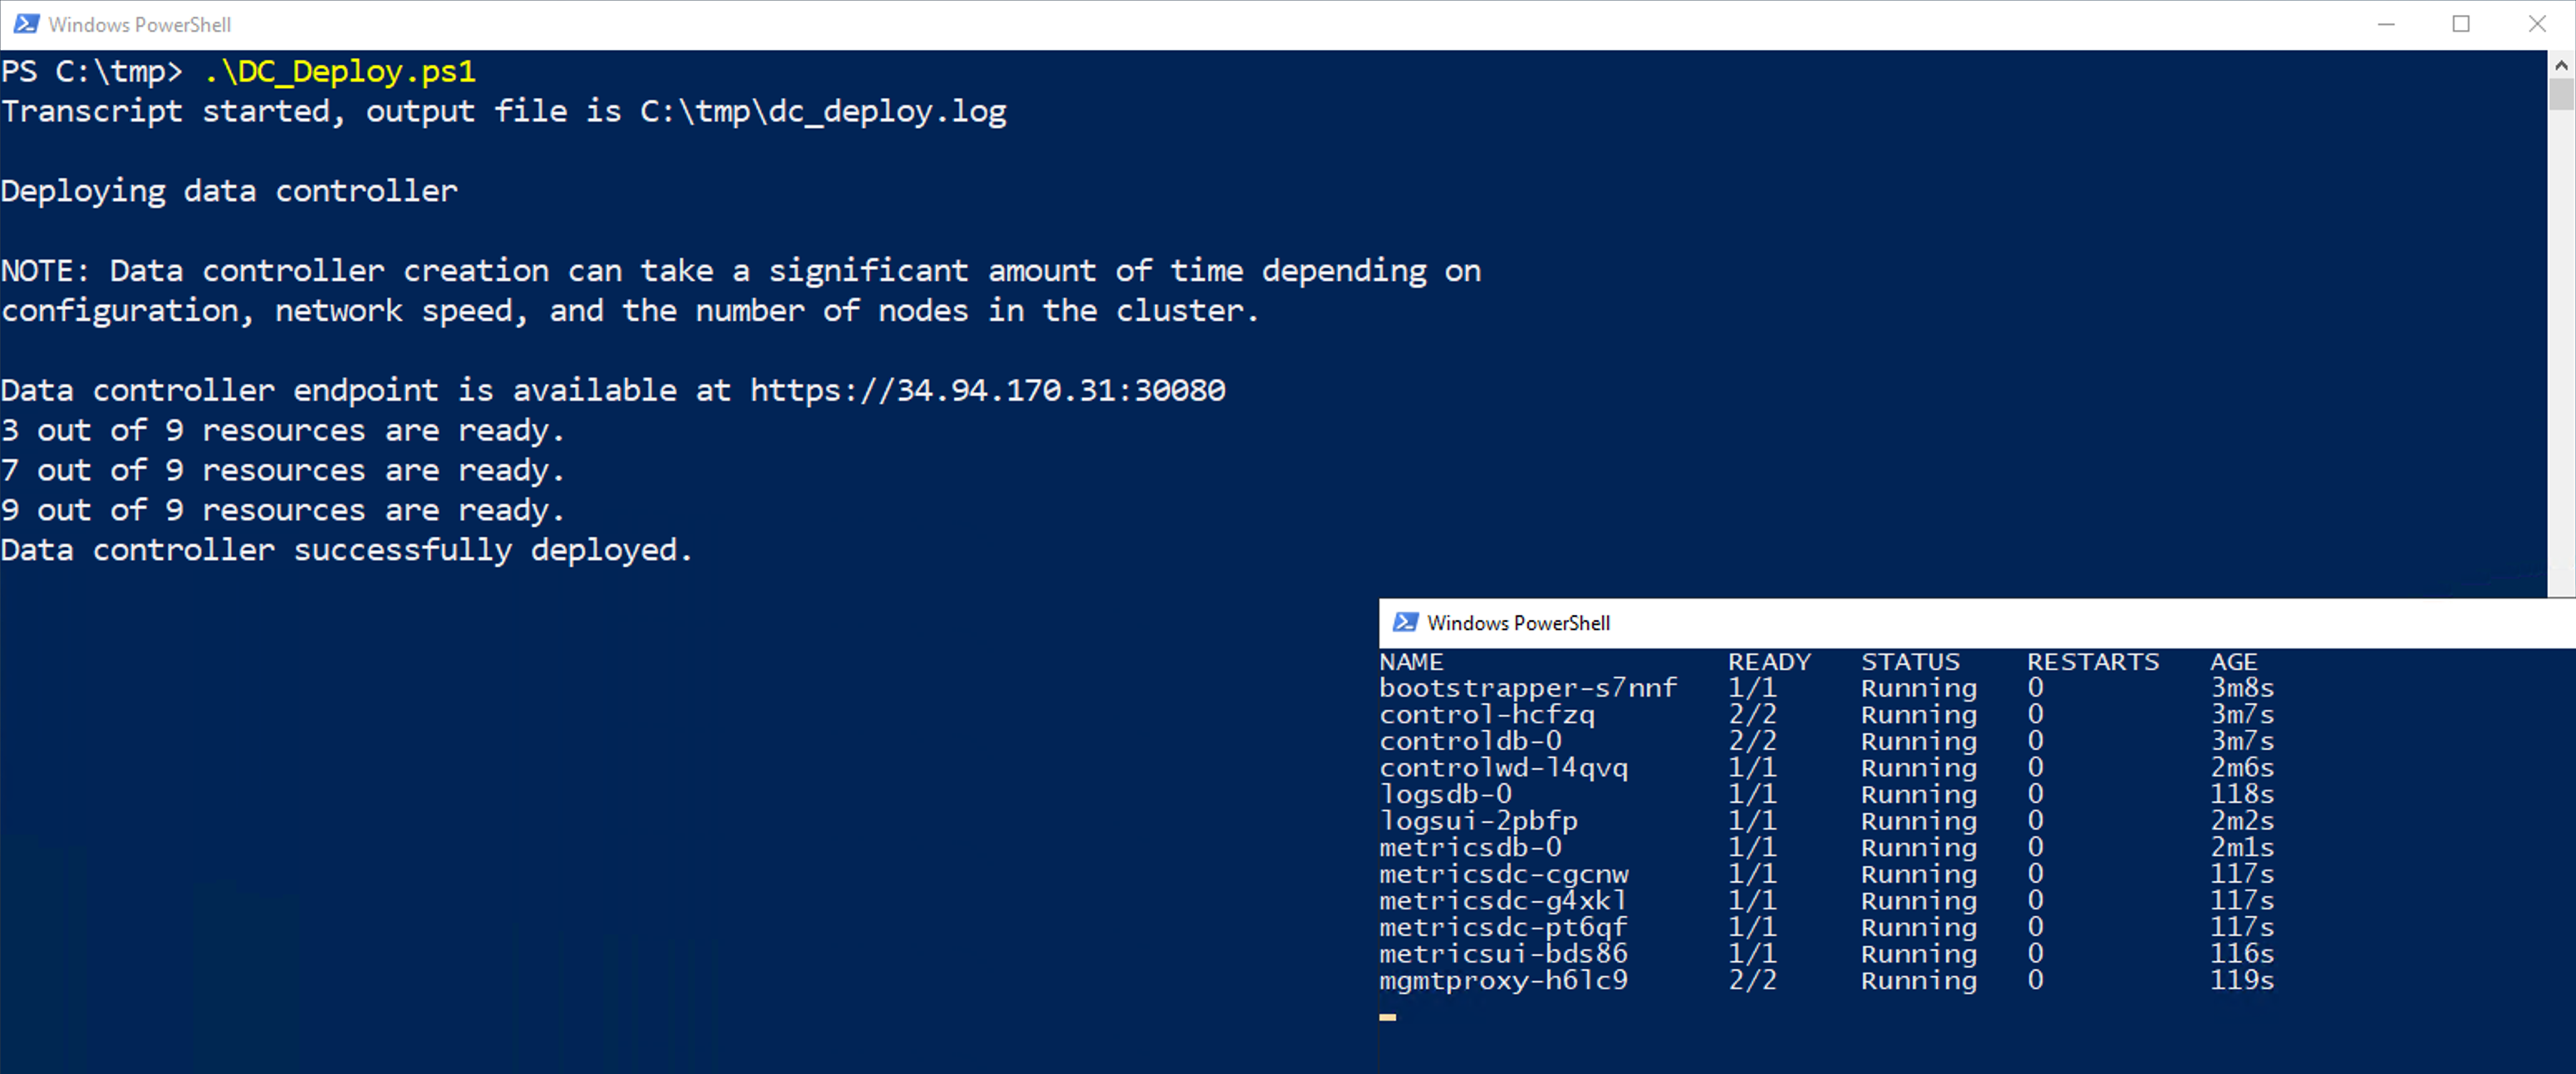 Windows PowerShell
PS C:\tmp> .\DC_Deploy.ps1
Transcript started, output file is C:\tmp\dc_deploy.log
Deploying data controller
NOTE: Data controller creation can take a significant amount of time depending on
configuration, network speed, and the number of nodes in the cluster.
Data controller endpoint is available at https://34.94.170.31:30080
3 out of 9 resources are ready.
7 out of 9 resources are ready.
9 out of 9 resources are ready.
Data controller successfully deployed.
Windows PowerShell
NAME READY STATUS RESTARTS AGE
bootstrapper-s7nnf 1/1 Running 0 3m8s
control-hcfzq 2/2 Running 0 3m7s
controldb-0 2/2 Running 0 3m7s
controlwd-l4qvq 1/1 Running 0 2m6s
logsdb-0 1/1 Running 0 118s
logsui-2pbfp 1/1 Running 0 2m2s
metricsdb-0 1/1 Running 0 2m1s
metricsdc-cgcnw 1/1 Running 0 117s
metricsdc-g4xkl 1/1 Running 0 117s
metricsdc-pt6qf 1/1 Running 0 117s
metricsui-bds86 1/1 Running 0 116s
mgmtproxy-h6lc9 2/2 Running 0 119s